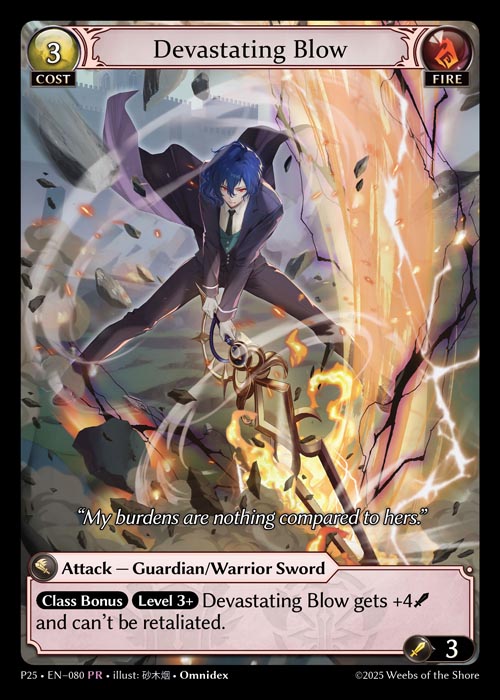 3
COST
Devastating Blow
FIRE
“My burdens are nothing compared to hers.”
Attack — Guardian/Warrior Sword
Class Bonus Level 3+ Devastating Blow gets +4
and can't be retaliated.
3
P25 • EN–080 PR • illust: 砂木烟 • Omnidex
©2025 Weebs of the Shore